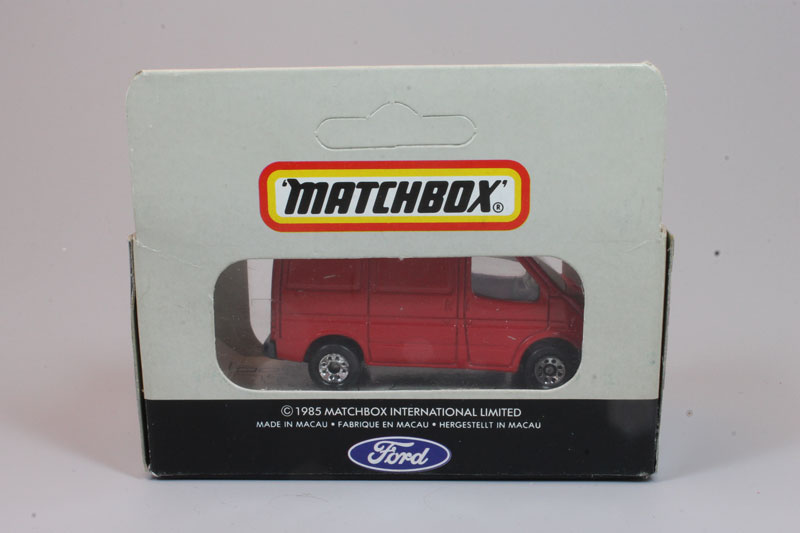 'MATCHBOX'®
© 1985 MATCHBOX INTERNATIONAL LIMITED
MADE IN MACAU • FABRIQUE EN MACAU • HERGESTELLT IN MACAU
Ford